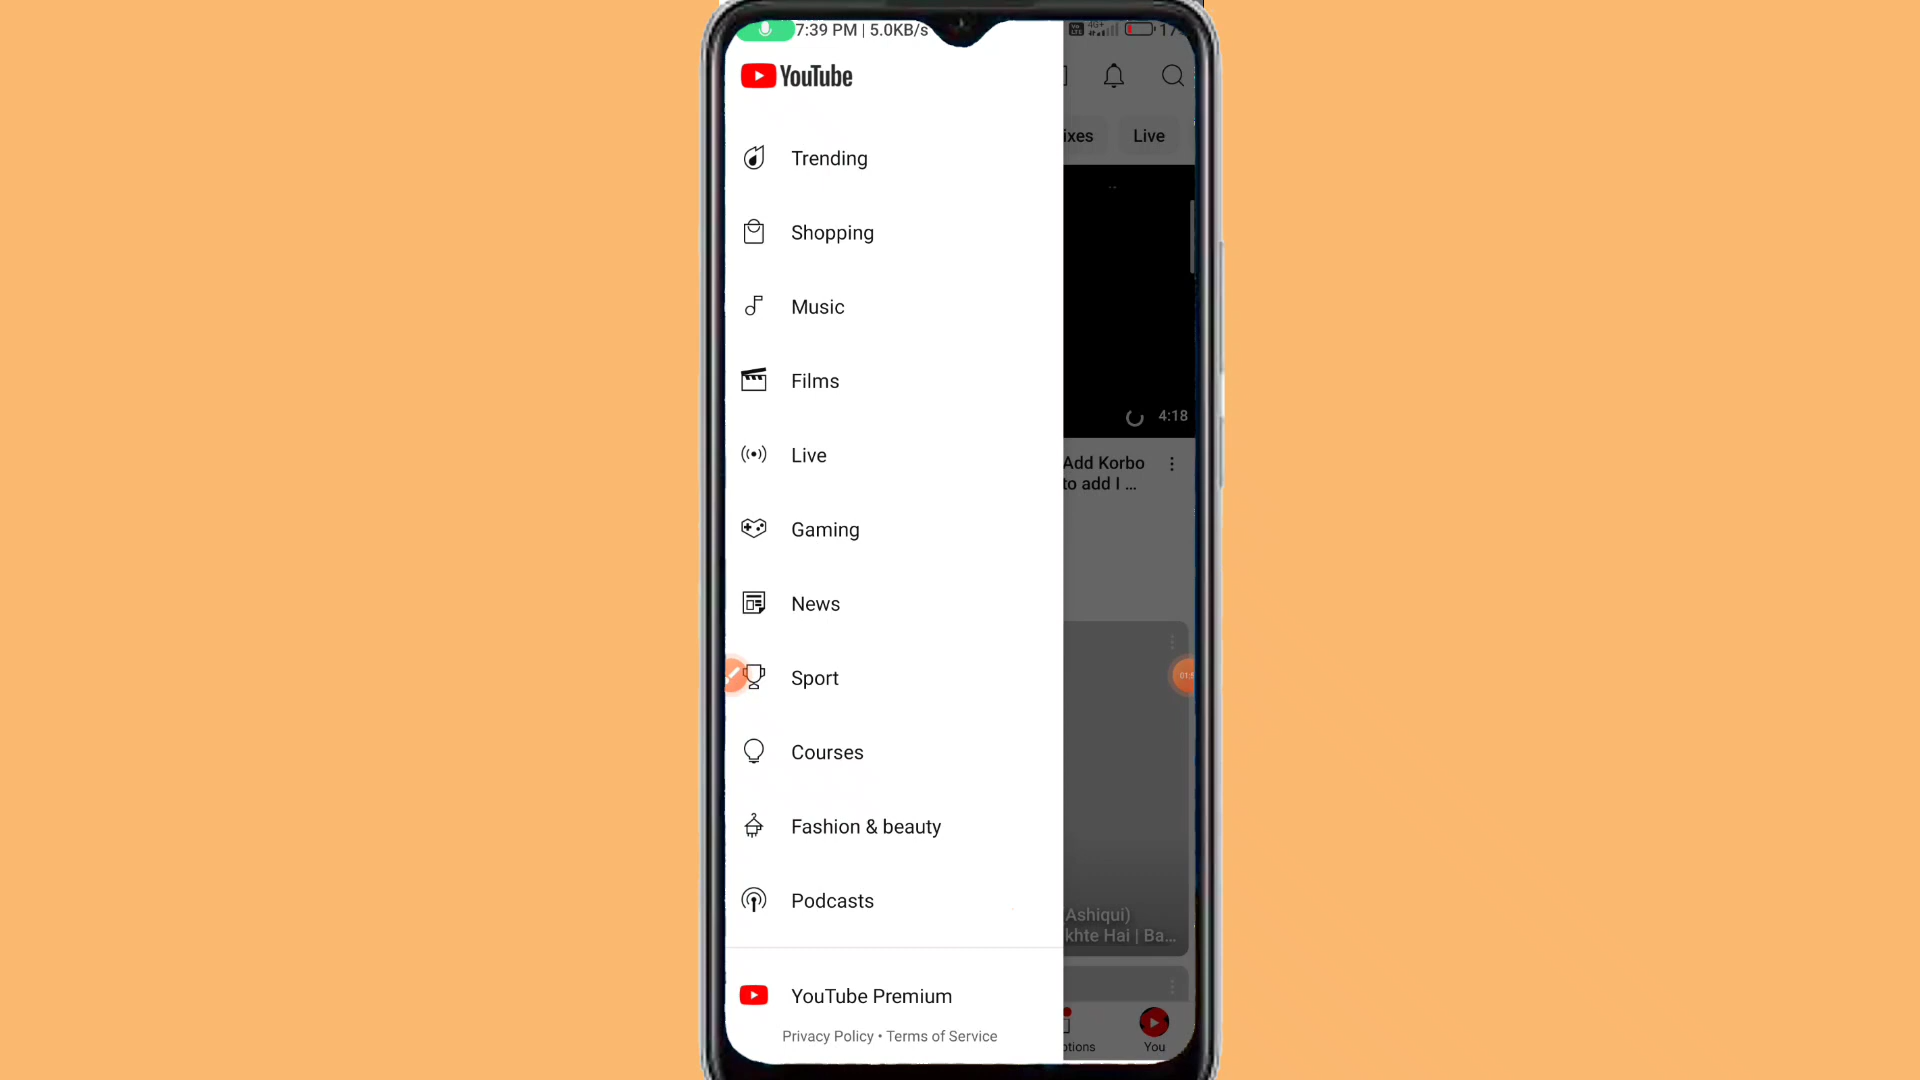 7:39 PM | 5.0KB/s
4G+
YouTube
ixes
Live
Trending
Shopping
Music
Films
4:18
Live
Add Korbo
to add I ...
Gaming
News
Sport
Courses
Fashion & beauty
Podcasts
Ashiqui)
khte Hai | Ba...
YouTube Premium
Privacy Policy • Terms of Service
otions
You